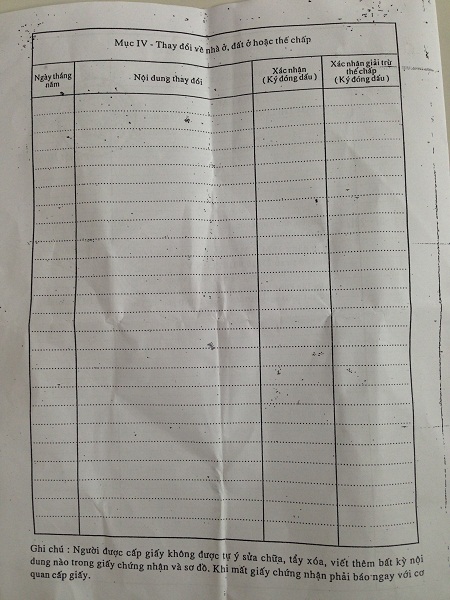 Mục IV - Thay đổi về nhà ở, đất ở hoặc thế chấp
Ngày tháng
năm
Nội dung thay đổi
Xác nhận
( Ký đóng dấu )
Xác nhận giải trừ
thế chấp
( Ký đóng dấu )
Ghi chú : Người được cấp giấy không được tự ý sửa chữa, tẩy xóa, viết thêm bất kỳ nội
dung nào trong giấy chứng nhận và sơ đồ. Khi mất giấy chứng nhận phải báo ngay với cơ
quan cấp giấy.